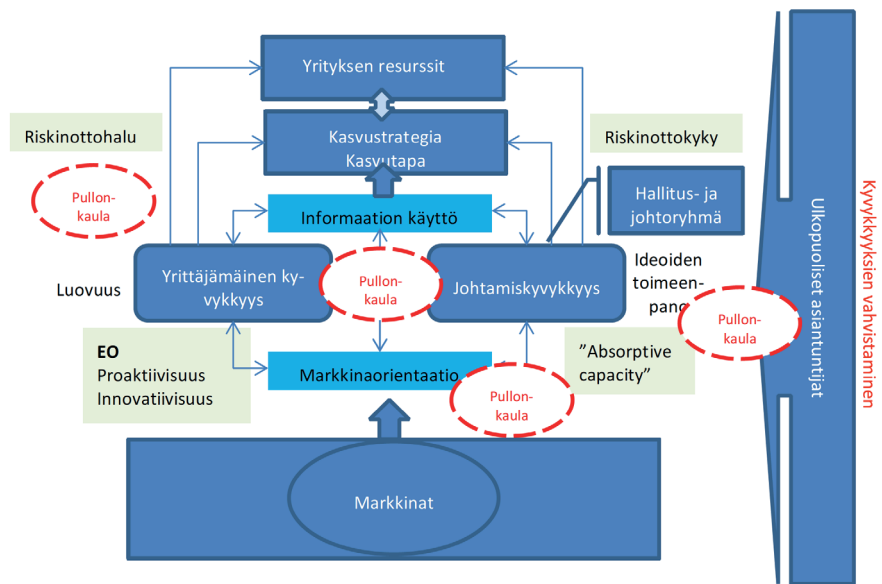 Yrityksen resurssit
Riskinottohalu
Kasvustrategia
Kasvutapa
Riskinottokyky
Pullon-
kaula
Informaation käyttö
Hallitus- ja
johtoryhmä
Luovuus
Yrittäjämäinen ky-
vykkyys
Pullon-
kaula
Johtamiskyvykkyys
Ideoiden
toimeen-
pano
Pullon-
kaula
EO
Proaktiivisuus
Innovatiivisuus
Markkinaorientaatio
Pullon-
kaula
”Absorptive
capacity”
Markkinat
Ulkopuoliset asiantuntijat
Kyvykkyyksien vahvistaminen